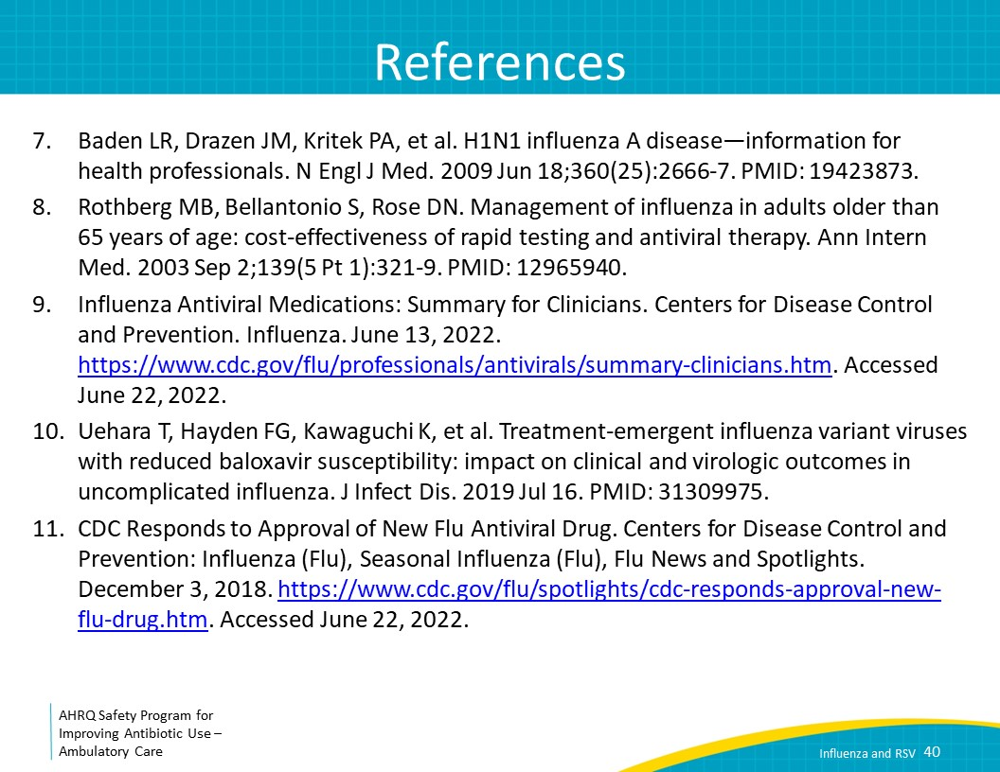 References
7. Baden LR, Drazen JM, Kritek PA, et al. H1N1 influenza A disease—information for
health professionals. N Engl J Med. 2009 Jun 18;360(25):2666-7. PMID: 19423873.
8. Rothberg MB, Bellantonio S, Rose DN. Management of influenza in adults older than
65 years of age: cost-effectiveness of rapid testing and antiviral therapy. Ann Intern
Med. 2003 Sep 2;139(5 Pt 1):321-9. PMID: 12965940.
9. Influenza Antiviral Medications: Summary for Clinicians. Centers for Disease Control
and Prevention. Influenza. June 13, 2022.
https://www.cdc.gov/flu/professionals/antivirals/summary-clinicians.htm. Accessed
June 22, 2022.
10. Uehara T, Hayden FG, Kawaguchi K, et al. Treatment-emergent influenza variant viruses
with reduced baloxavir susceptibility: impact on clinical and virologic outcomes in
uncomplicated influenza. J Infect Dis. 2019 Jul 16. PMID: 31309975.
11. CDC Responds to Approval of New Flu Antiviral Drug. Centers for Disease Control and
Prevention: Influenza (Flu), Seasonal Influenza (Flu), Flu News and Spotlights.
December 3, 2018. https://www.cdc.gov/flu/spotlights/cdc-responds-approval-new-
flu-drug.htm. Accessed June 22, 2022.
AHRQ Safety Program for
Improving Antibiotic Use –
Ambulatory Care
Influenza and RSV 40